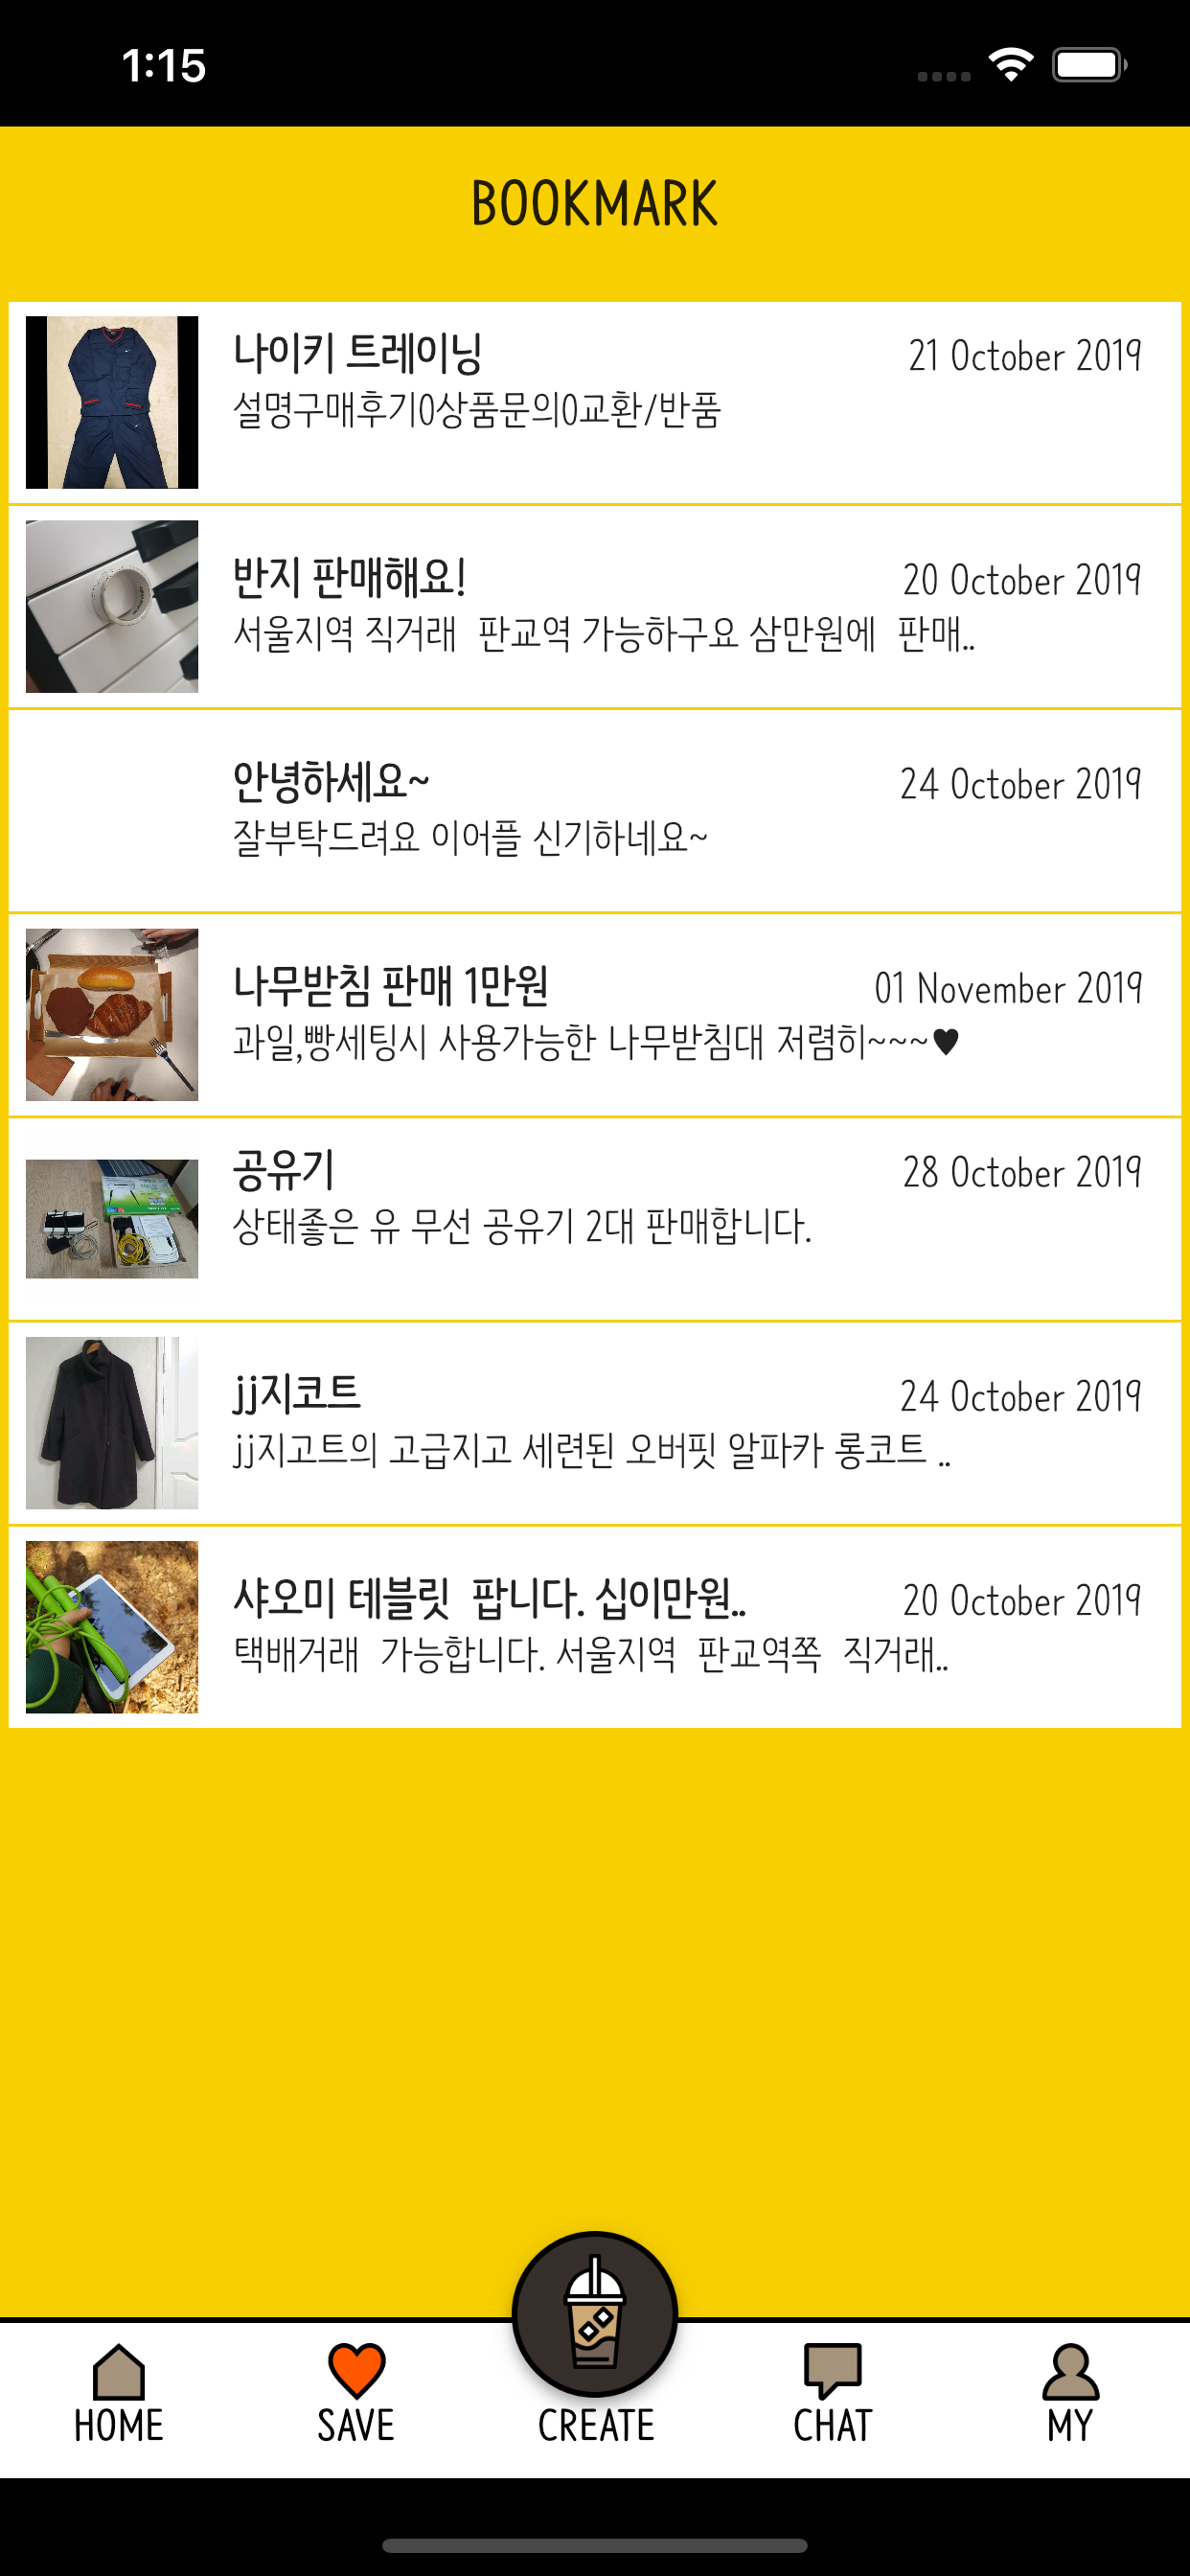 1:15
BOOKMARK
나이키 트레이닝
21 October 2019
설명구매후기0상품문의0교환/반품
반지 판매해요!
20 October 2019
서울지역 직거래  판교역 가능하구요 삼만원에  판매..
안녕하세요~
24 October 2019
잘부탁드려요 이어플 신기하네요~
나무받침 판매 1만원
01 November 2019
과일,빵세팅시 사용가능한 나무받침대 저렴히~~~♥
공유기
28 October 2019
상태좋은 유 무선 공유기 2대 판매합니다.
jj지코트
24 October 2019
jj지고트의 고급지고 세련된 오버핏 알파카 롱코트 ..
샤오미 테블릿  팝니다. 십이만원..
20 October 2019
택배거래  가능합니다. 서울지역  판교역쪽  직거래..
HOME
SAVE
CREATE
CHAT
MY